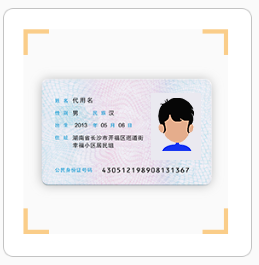 姓 名 代用名
性 别 男 民 族 汉
出 生 2013 年 05 月 06 日
住 址 湖南省长沙市开福区巡道街
幸福小区居民组
公民身份证号码 430512198908131367